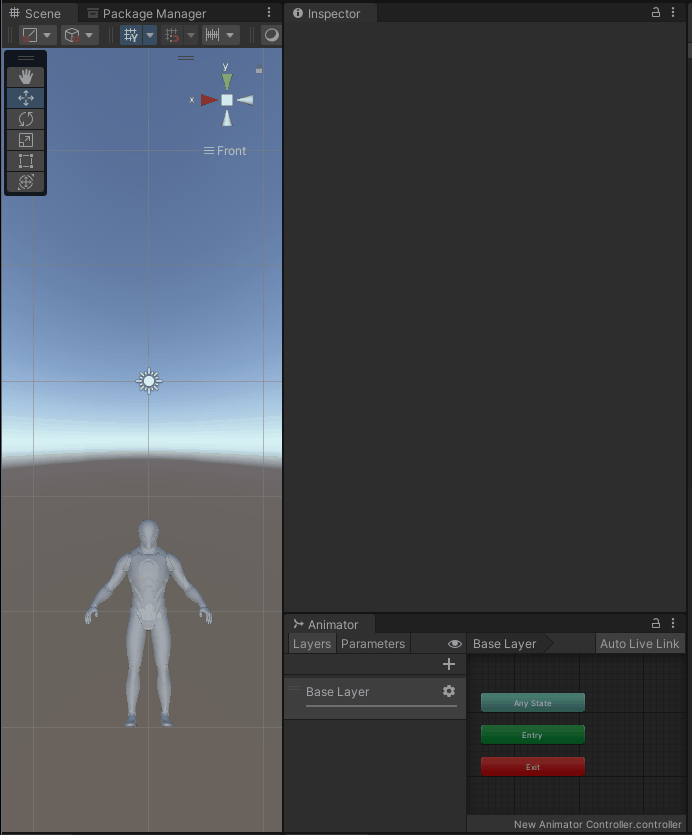 Scene
Package Manager
Inspector
y
x
Front
Animator
Layers
Parameters
Base Layer
Auto Live Link
Base Layer
Any State
Entry
Exit
New Animator Controller.controller